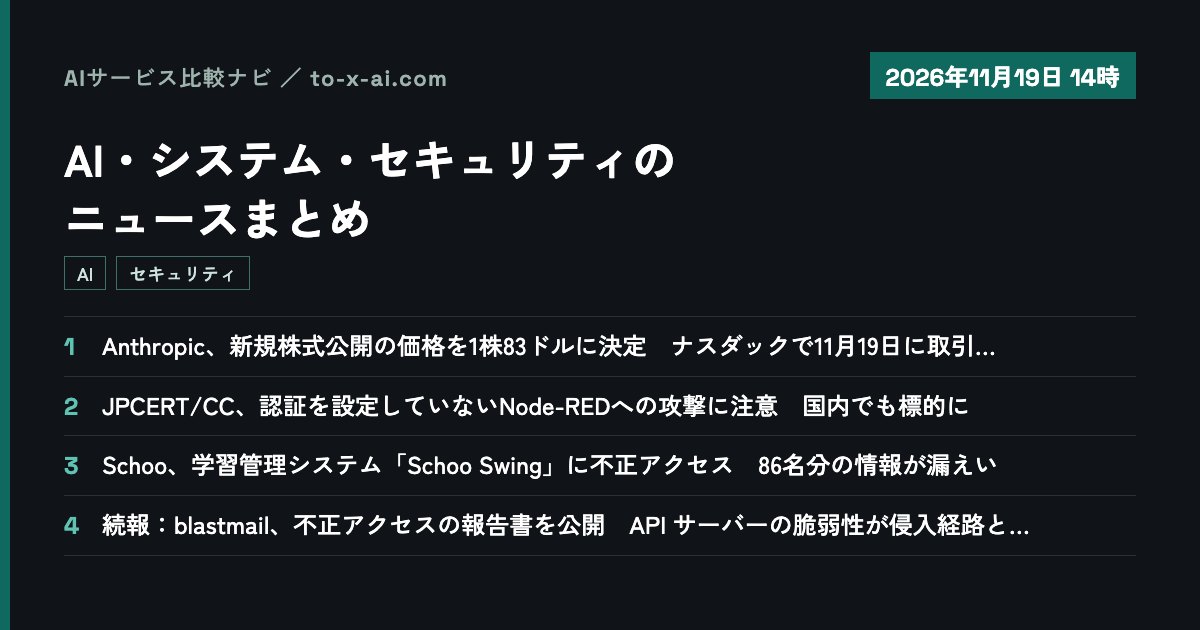 AIサービス比較ナビ ／ to-x-ai.com
2026年11月19日 14時
AI・システム・セキュリティの
ニュースまとめ
AI
セキュリティ
1 Anthropic、新規株式公開の価格を1株83ドルに決定　ナスダックで11月19日に取引…
2 JPCERT/CC、認証を設定していないNode-REDへの攻撃に注意　国内でも標的に
3 Schoo、学習管理システム「Schoo Swing」に不正アクセス　86名分の情報が漏えい
4 続報：blastmail、不正アクセスの報告書を公開　API サーバーの脆弱性が侵入経路と…